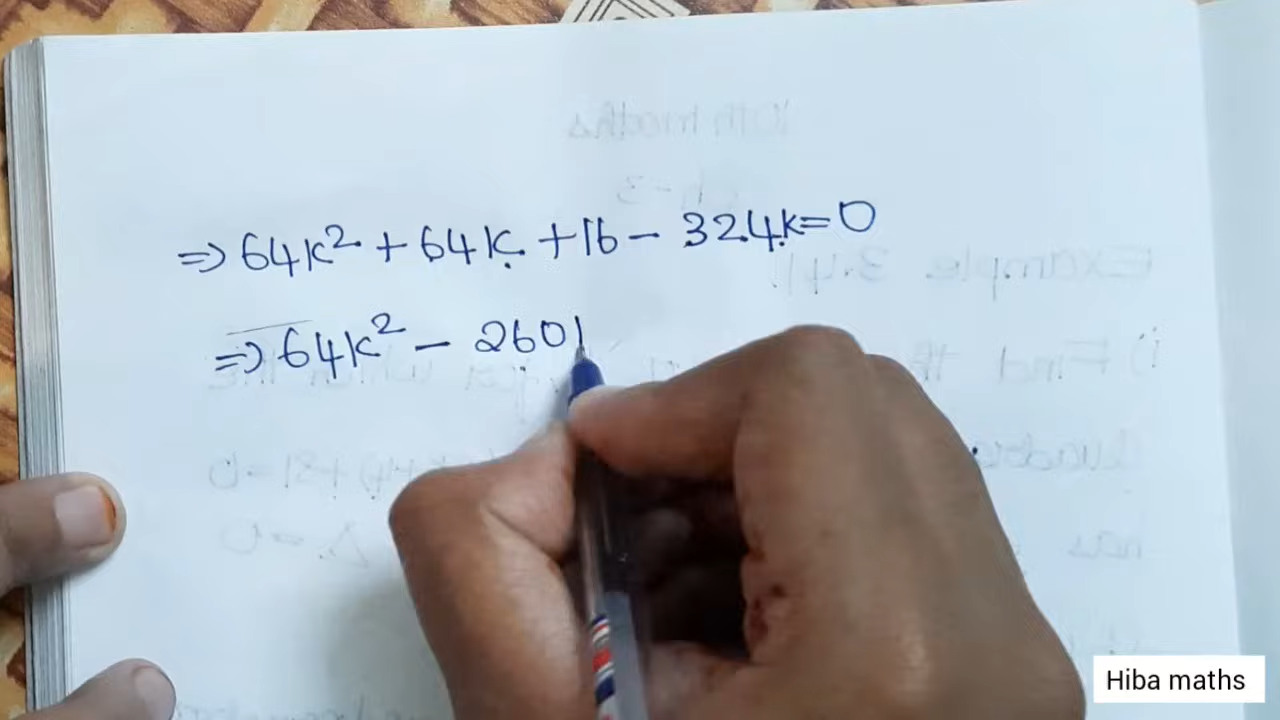 ⇒ 64k² + 64k + 16 - 324k = 0
⇒ 64k² - 260
Hiba maths